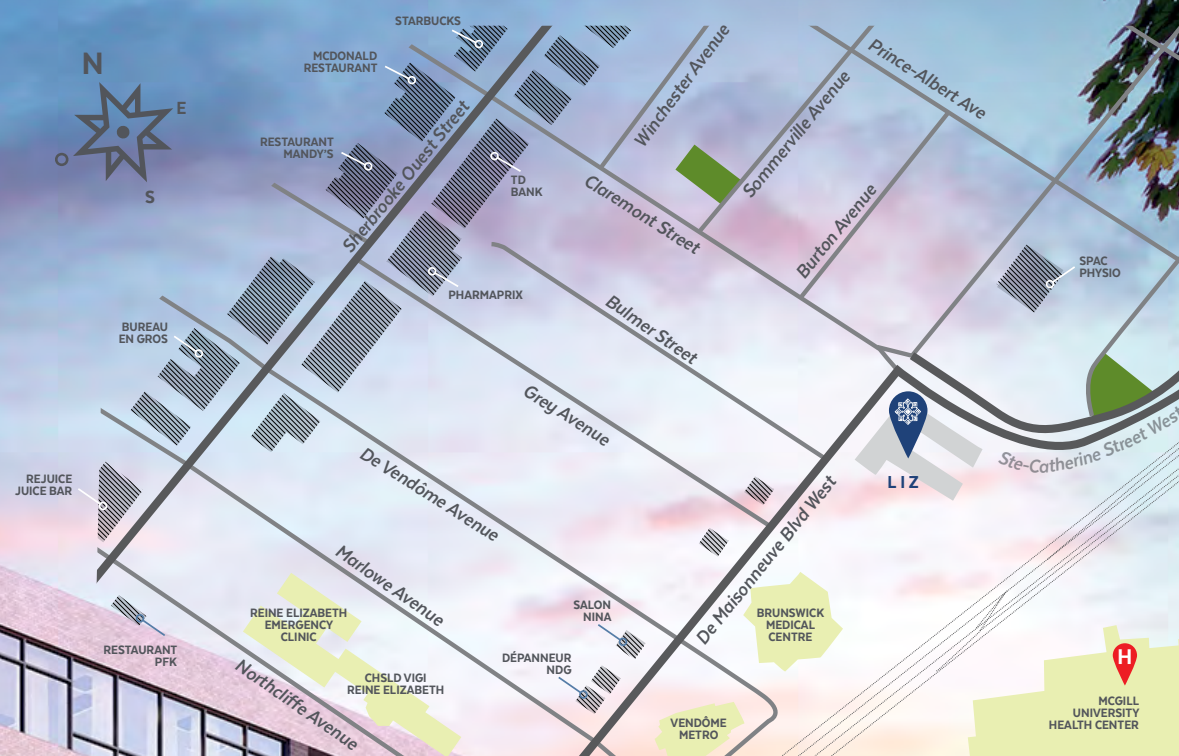 STARBUCKS
MCDONALD
RESTAURANT
N
E
O
S
RESTAURANT
MANDY'S
Sherbrooke Ouest Street
TD
BANK
Winchester Avenue
Sommerville Avenue
Prince-Albert Ave
Claremont Street
Burton Avenue
SPAC
PHYSIO
PHARMAPRIX
Bulmer Street
BUREAU
EN GROS
Grey Avenue
De Vendôme Avenue
LIZ
Ste-Catherine Street West
REJUICE
JUICE BAR
De Maisonneuve Blvd West
Marlowe Avenue
REINE ELIZABETH
EMERGENCY
CLINIC
SALON
NINA
BRUNSWICK
MEDICAL
CENTRE
RESTAURANT
PFK
DÉPANNEUR
NDG
CHSLD VIGI
REINE ELIZABETH
Northcliffe Avenue
VENDÔME
METRO
H
MCGILL
UNIVERSITY
HEALTH CENTER